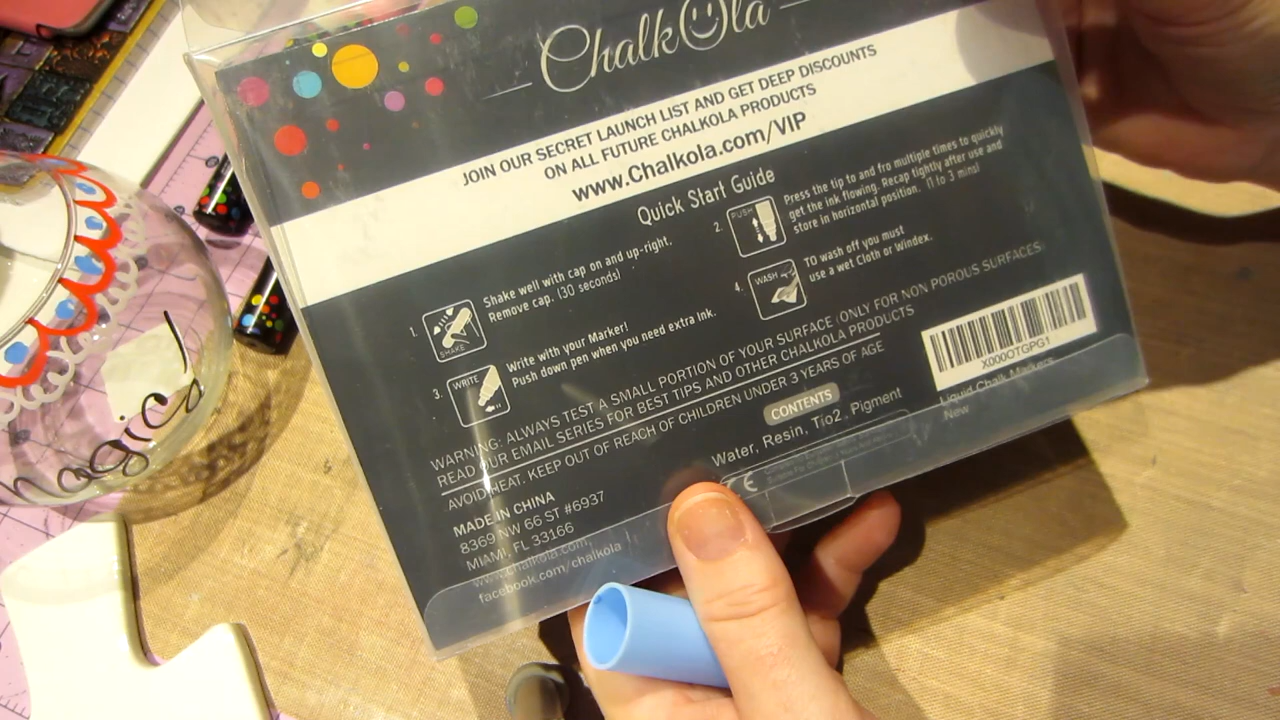 ChalkOla
JOIN OUR SECRET LAUNCH LIST AND GET DEEP DISCOUNTS
ON ALL FUTURE CHALKOLA PRODUCTS
www.Chalkola.com/VIP
Quick Start Guide
1.
SHAKE
Shake well with cap on and up-right.
Remove cap. (30 seconds)
2.
PUSH
Press the tip to and fro multiple times to quickly
get the ink flowing. Recap tightly after use and
store in horizontal position. (1 to 3 mins)
3.
WRITE
Write with your Marker!
Push down pen when you need extra ink.
4.
WASH
TO wash off you must
use a wet Cloth or Windex.
WARNING: ALWAYS TEST A SMALL PORTION OF YOUR SURFACE (ONLY FOR NON POROUS SURFACES)
READ OUR EMAIL SERIES FOR BEST TIPS AND OTHER CHALKOLA PRODUCTS
AVOID HEAT. KEEP OUT OF REACH OF CHILDREN UNDER 3 YEARS OF AGE
CONTENTS
Water, Resin, Tio2, Pigment
CE
MADE IN CHINA
8369 NW 66 ST #6937
MIAMI, FL 33166
www.chalkola.com
facebook.com/chalkola
X000OTGPG1
Liquid Chalk Markers
New